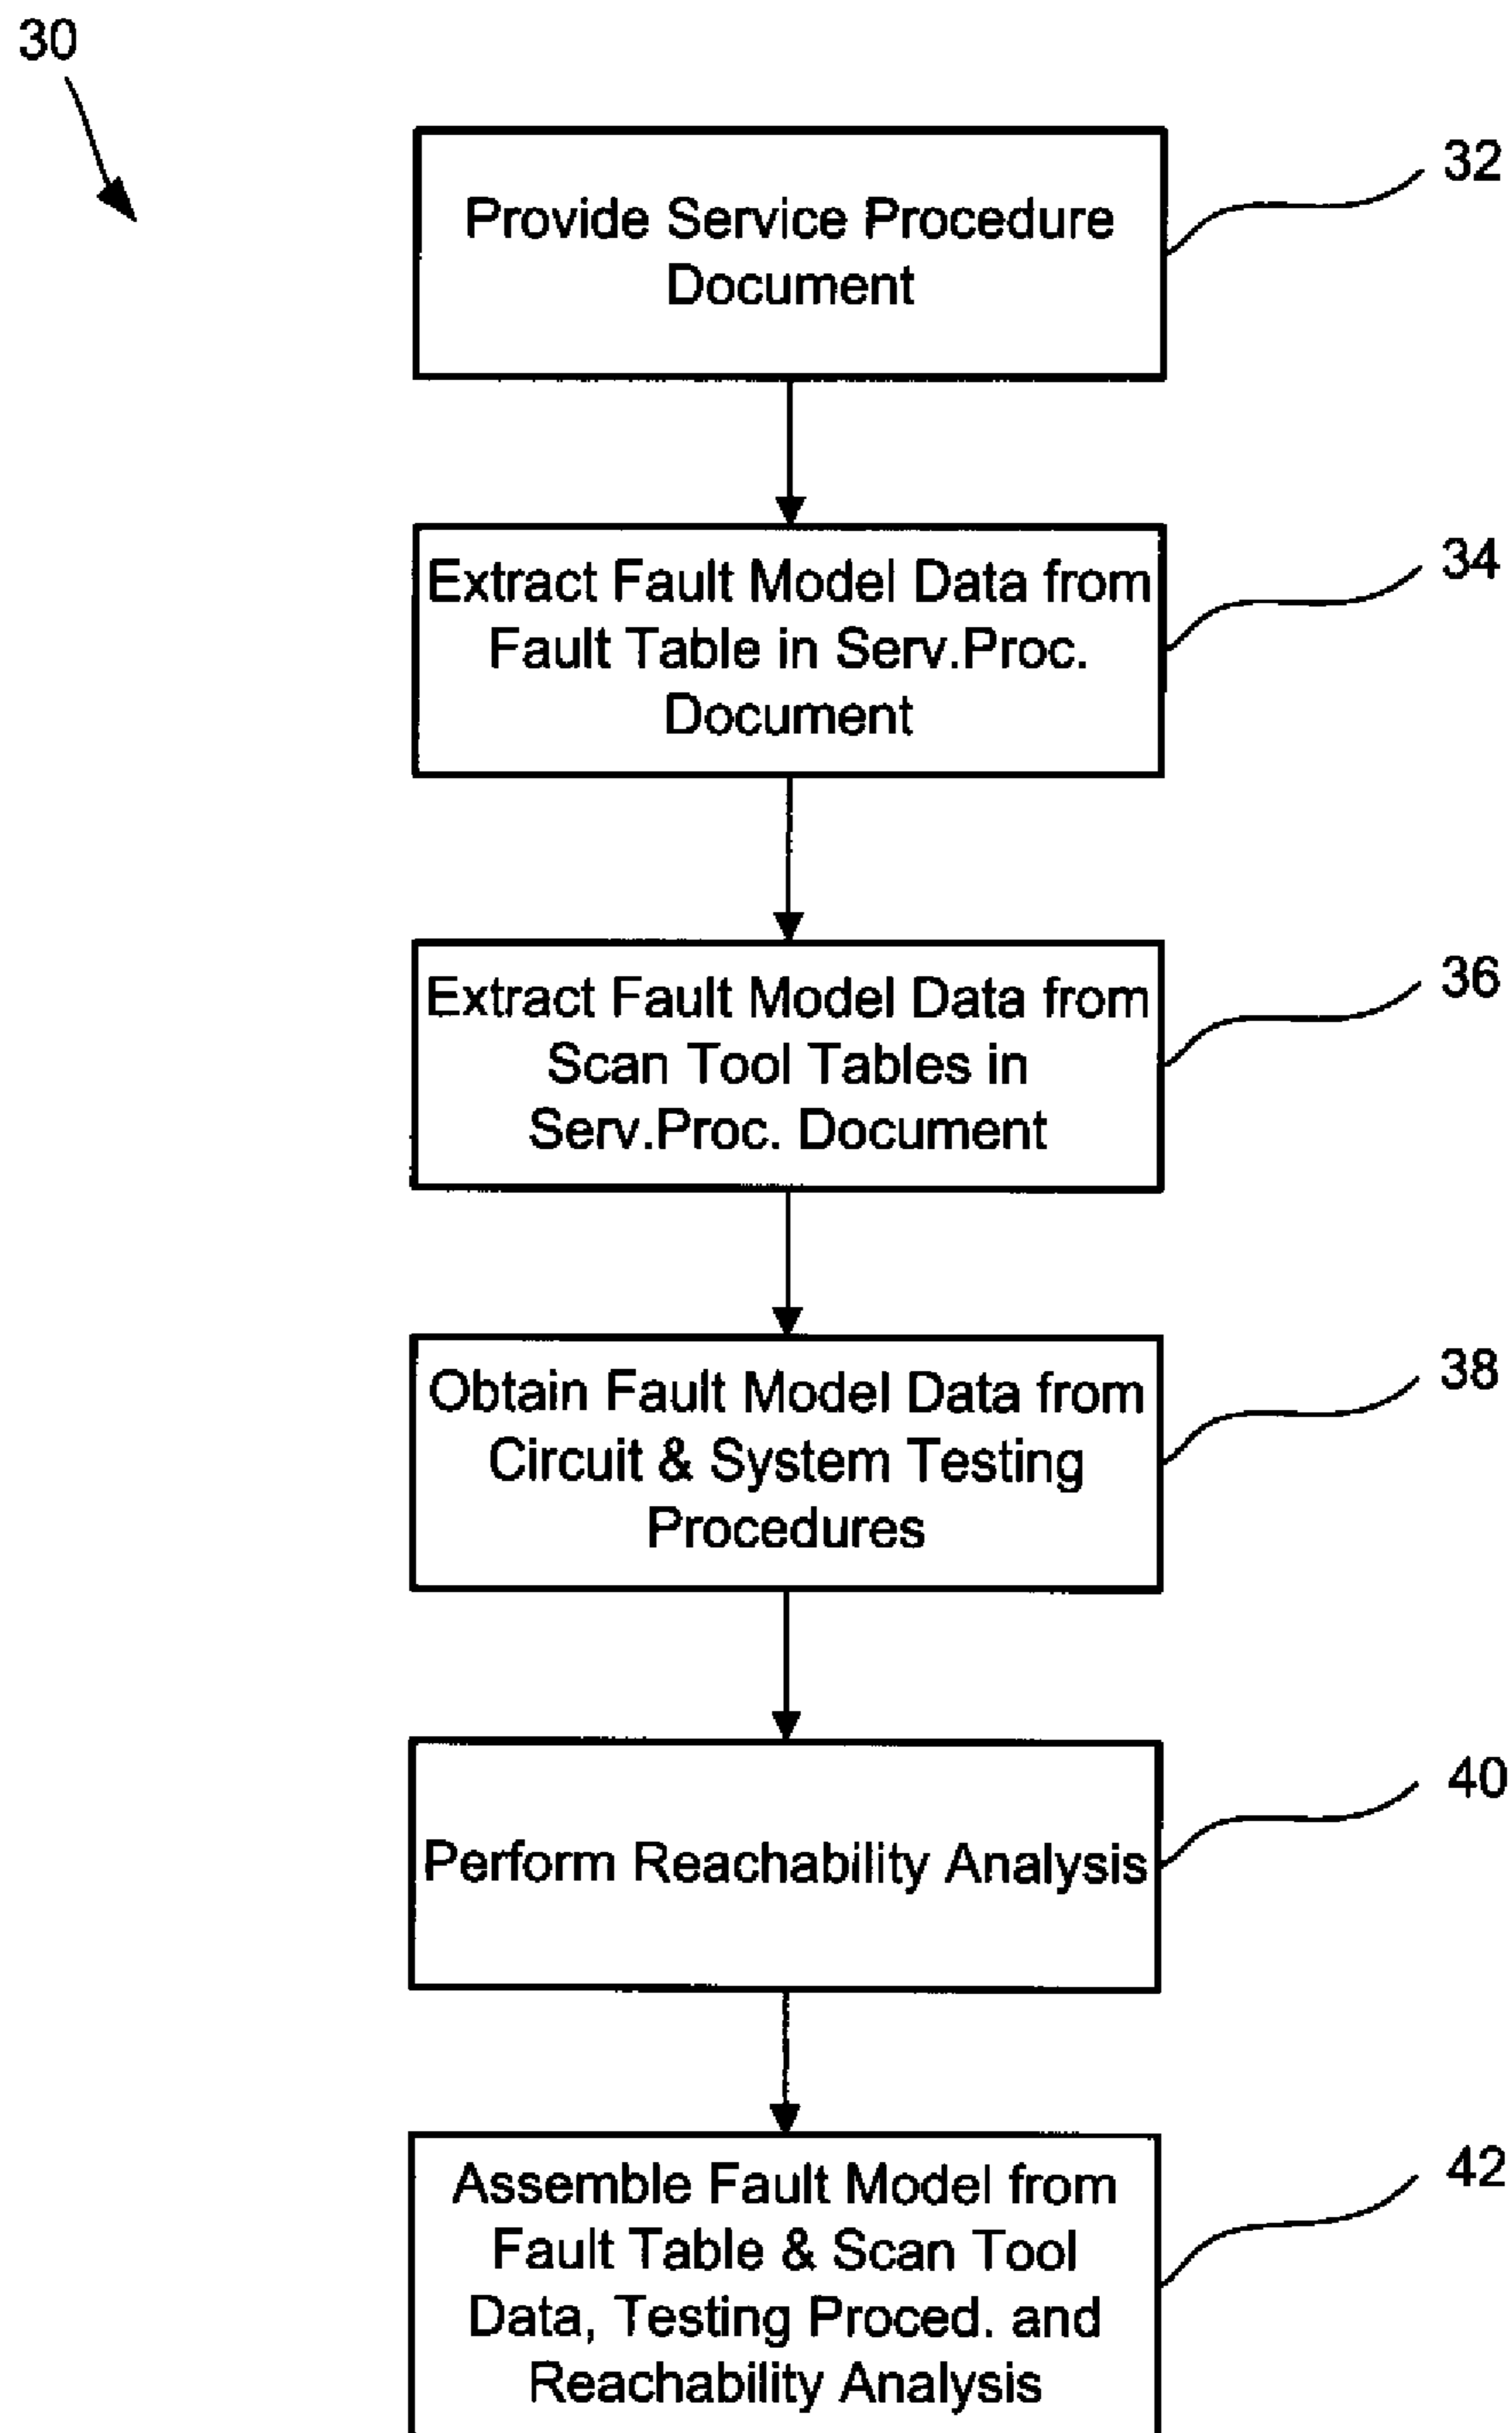 30
32
Provide Service Procedure
Document
34
Extract Fault Model Data from
Fault Table in Serv.Proc.
Document
36
Extract Fault Model Data from
Scan Tool Tables in
Serv.Proc. Document
38
Obtain Fault Model Data from
Circuit & System Testing
Procedures
40
Perform Reachability Analysis
42
Assemble Fault Model from
Fault Table & Scan Tool
Data, Testing Proced. and
Reachability Analysis